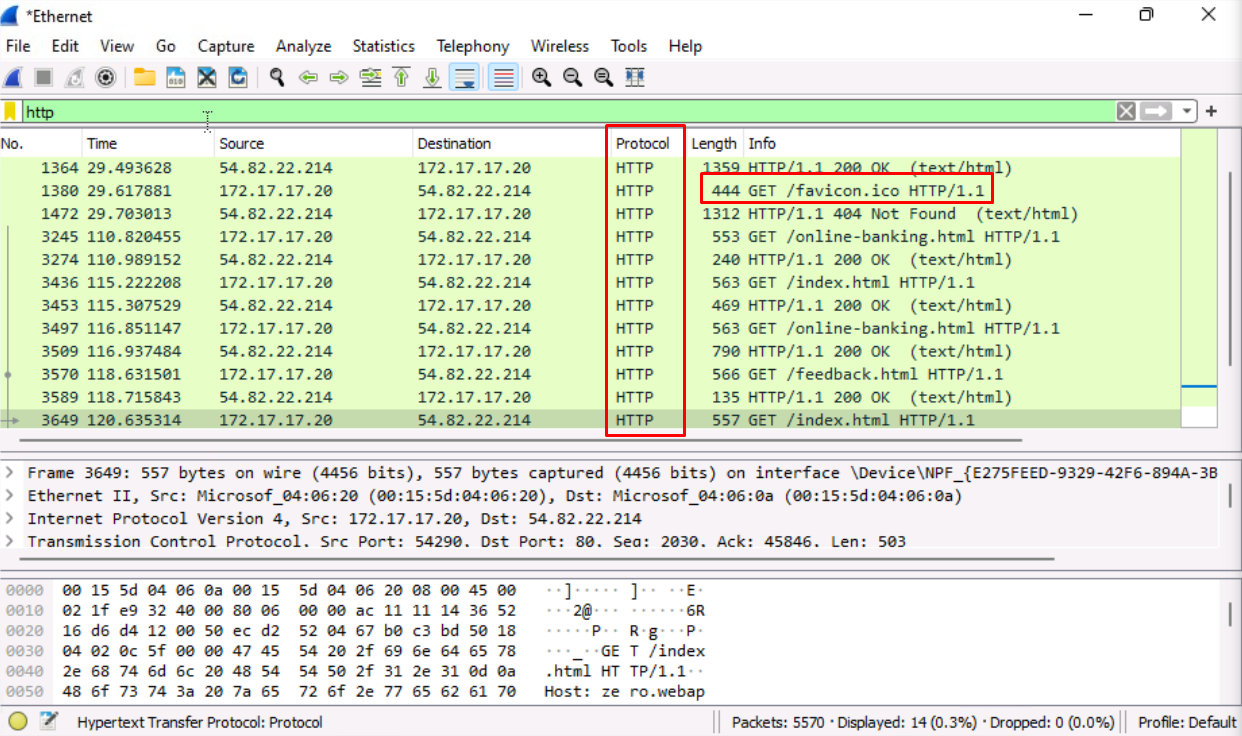 *Ethernet
File Edit View Go Capture Analyze Statistics Telephony Wireless Tools Help
http
No. Time Source Destination Protocol Length Info
1364 29.493628 54.82.22.214 172.17.17.20 HTTP 1359 HTTP/1.1 200 OK (text/html)
1380 29.617881 172.17.17.20 54.82.22.214 HTTP 444 GET /favicon.ico HTTP/1.1
1472 29.703013 54.82.22.214 172.17.17.20 HTTP 1312 HTTP/1.1 404 Not Found (text/html)
3245 110.820455 172.17.17.20 54.82.22.214 HTTP 553 GET /online-banking.html HTTP/1.1
3274 110.989152 54.82.22.214 172.17.17.20 HTTP 240 HTTP/1.1 200 OK (text/html)
3436 115.222208 172.17.17.20 54.82.22.214 HTTP 563 GET /index.html HTTP/1.1
3453 115.307529 54.82.22.214 172.17.17.20 HTTP 469 HTTP/1.1 200 OK (text/html)
3497 116.851147 172.17.17.20 54.82.22.214 HTTP 563 GET /online-banking.html HTTP/1.1
3509 116.937484 54.82.22.214 172.17.17.20 HTTP 790 HTTP/1.1 200 OK (text/html)
3570 118.631501 172.17.17.20 54.82.22.214 HTTP 566 GET /feedback.html HTTP/1.1
3589 118.715843 54.82.22.214 172.17.17.20 HTTP 135 HTTP/1.1 200 OK (text/html)
3649 120.635314 172.17.17.20 54.82.22.214 HTTP 557 GET /index.html HTTP/1.1
Frame 3649: 557 bytes on wire (4456 bits), 557 bytes captured (4456 bits) on interface \Device\NPF_{E275FEED-9329-42F6-894A-3B
Ethernet II, Src: Microsof_04:06:20 (00:15:5d:04:06:20), Dst: Microsof_04:06:0a (00:15:5d:04:06:0a)
Internet Protocol Version 4, Src: 172.17.17.20, Dst: 54.82.22.214
Transmission Control Protocol, Src Port: 54290, Dst Port: 80, Seq: 2030, Ack: 45846, Len: 503
0000 00 15 5d 04 06 0a 00 15 5d 04 06 20 08 00 45 00 ··]····· ]·· ··E·
0010 02 1f e9 32 40 00 80 06 00 00 ac 11 11 14 36 52 ···2@··· ······6R
0020 16 d6 d4 12 00 50 ec d2 52 04 67 b0 c3 bd 50 18 ·····P·· R·g···P·
0030 04 02 0c 5f 00 00 47 45 54 20 2f 69 6e 64 65 78 ···_··GE T /index
0040 2e 68 74 6d 6c 20 48 54 54 50 2f 31 2e 31 0d 0a .html HT TP/1.1··
0050 48 6f 73 74 3a 20 7a 65 72 6f 2e 77 65 62 61 70 Host: ze ro.webap
Hypertext Transfer Protocol: Protocol Packets: 5570 · Displayed: 14 (0.3%) · Dropped: 0 (0.0%) Profile: Default